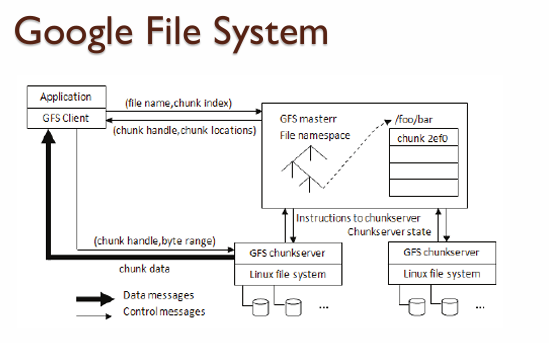 Google File System
Application
GFS Client
(file name,chunk index)
(chunk handle,chunk locations)
GFS masterr
File namespace
/foo/bar
chunk 2ef0
Instructions to chunkserver
Chunkserver state
(chunk handle,byte range)
chunk data
GFS chunkserver
Linux file system
...
GFS chunkserver
Linux file system
...
Data messages
Control messages